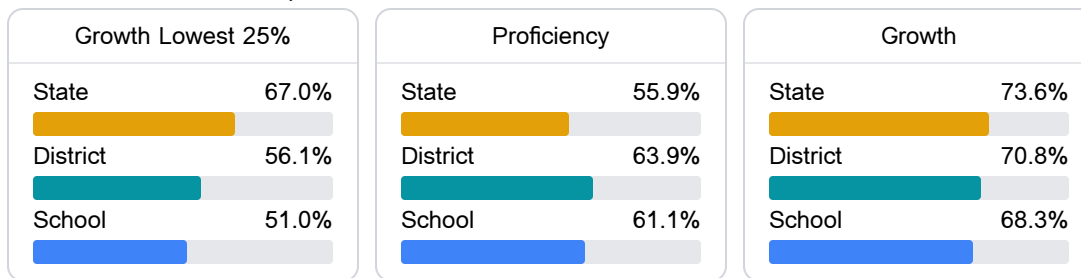 Growth Lowest 25%
State 67.0%
District 56.1%
School 51.0%
Proficiency
State 55.9%
District 63.9%
School 61.1%
Growth
State 73.6%
District 70.8%
School 68.3%